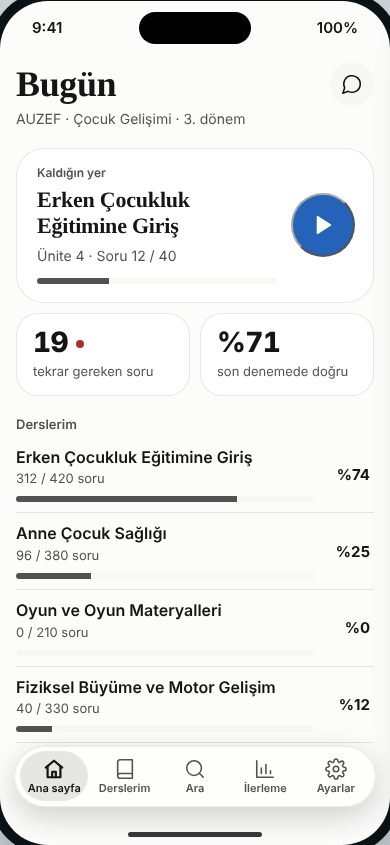 9:41
100%
Bugün
AUZEF · Çocuk Gelişimi · 3. dönem
Kaldığın yer
Erken Çocukluk
Eğitimine Giriş
Ünite 4 · Soru 12 / 40
19
tekrar gereken soru
%71
son denemede doğru
Derslerim
Erken Çocukluk Eğitimine Giriş
312 / 420 soru
%74
Anne Çocuk Sağlığı
96 / 380 soru
%25
Oyun ve Oyun Materyalleri
0 / 210 soru
%0
Fiziksel Büyüme ve Motor Gelişim
40 / 330 soru
%12
Ana sayfa
Derslerim
Ara
İlerleme
Ayarlar